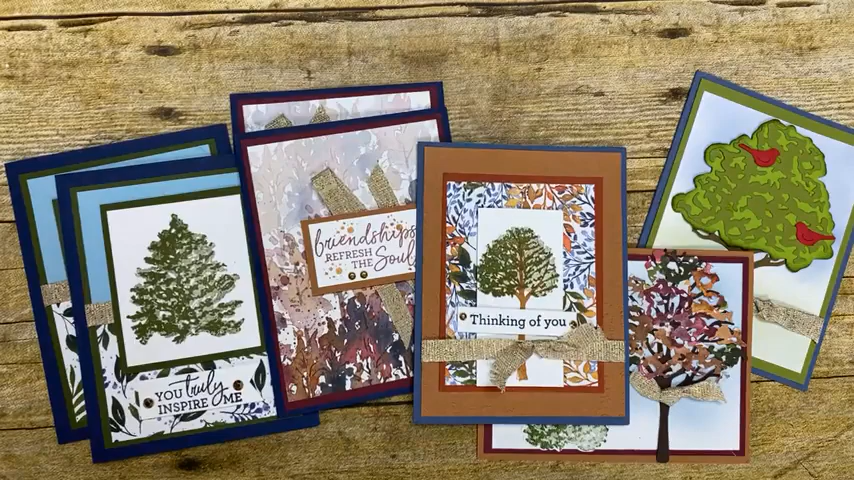 friendships
REFRESH
THE Soul
Thinking of you
YOU truly
INSPIRE ME